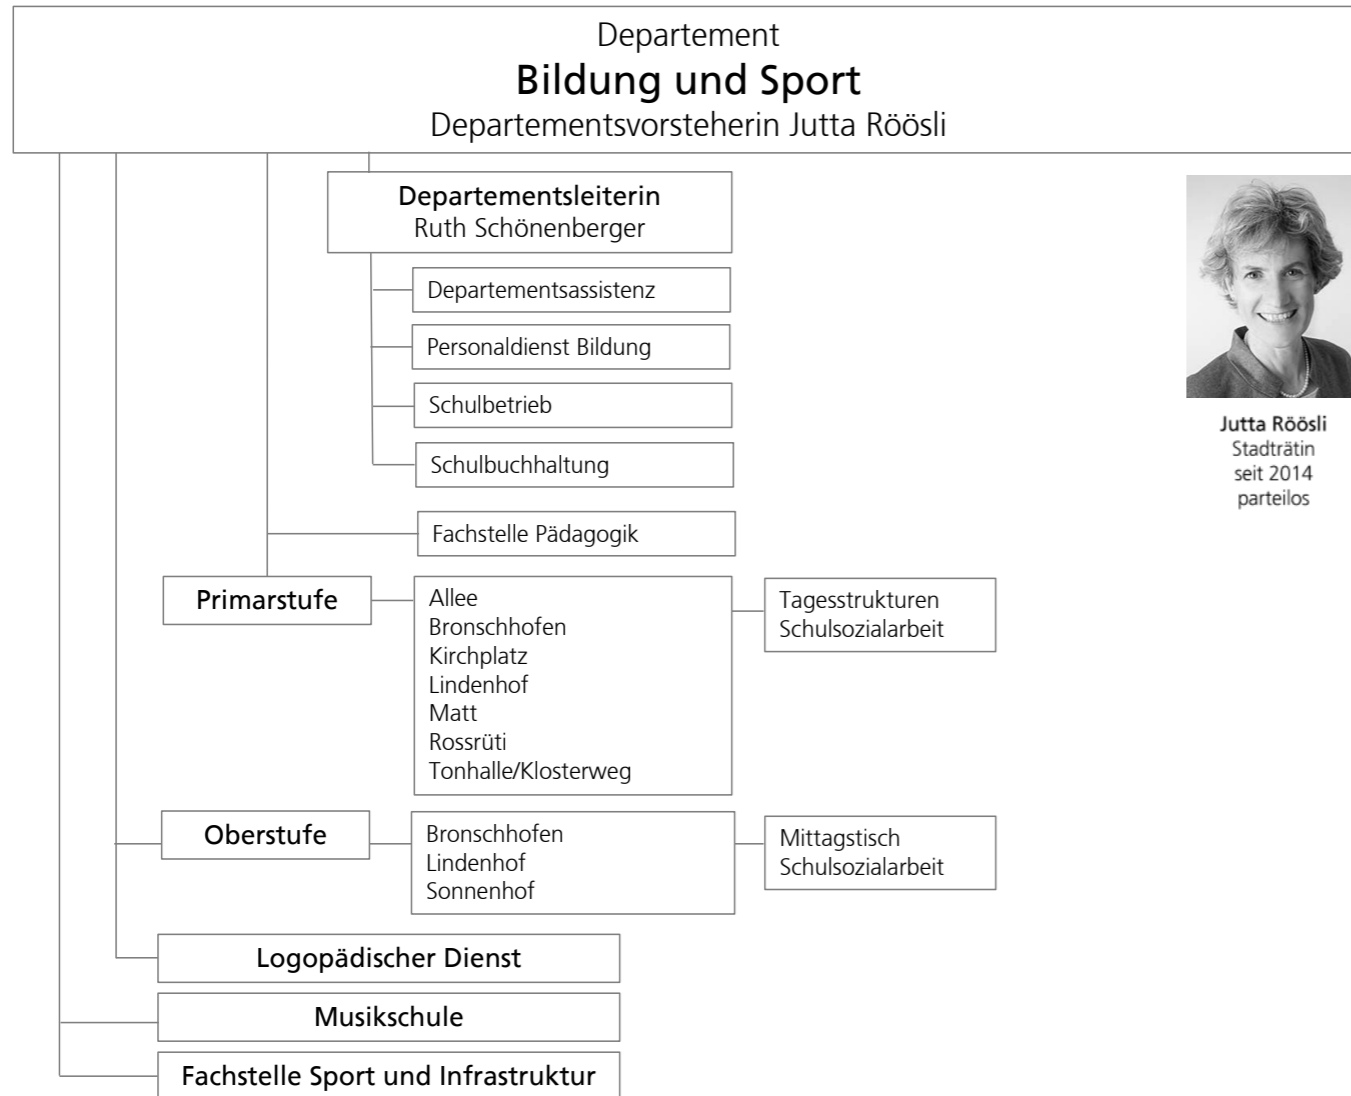 Departement
Bildung und Sport
Departementsvorsteherin Jutta Röösli
Departementsleiterin
Ruth Schönenberger
Departementsassistenz
Personaldienst Bildung
Schulbetrieb
Schulbuchhaltung
Jutta Röösli
Stadträtin
seit 2014
parteilos
Fachstelle Pädagogik
Primarstufe
Allee
Bronschhofen
Kirchplatz
Lindenhof
Matt
Rossrüti
Tonhalle/Klosterweg
Tagesstrukturen
Schulsozialarbeit
Oberstufe
Bronschhofen
Lindenhof
Sonnenhof
Mittagstisch
Schulsozialarbeit
Logopädischer Dienst
Musikschule
Fachstelle Sport und Infrastruktur